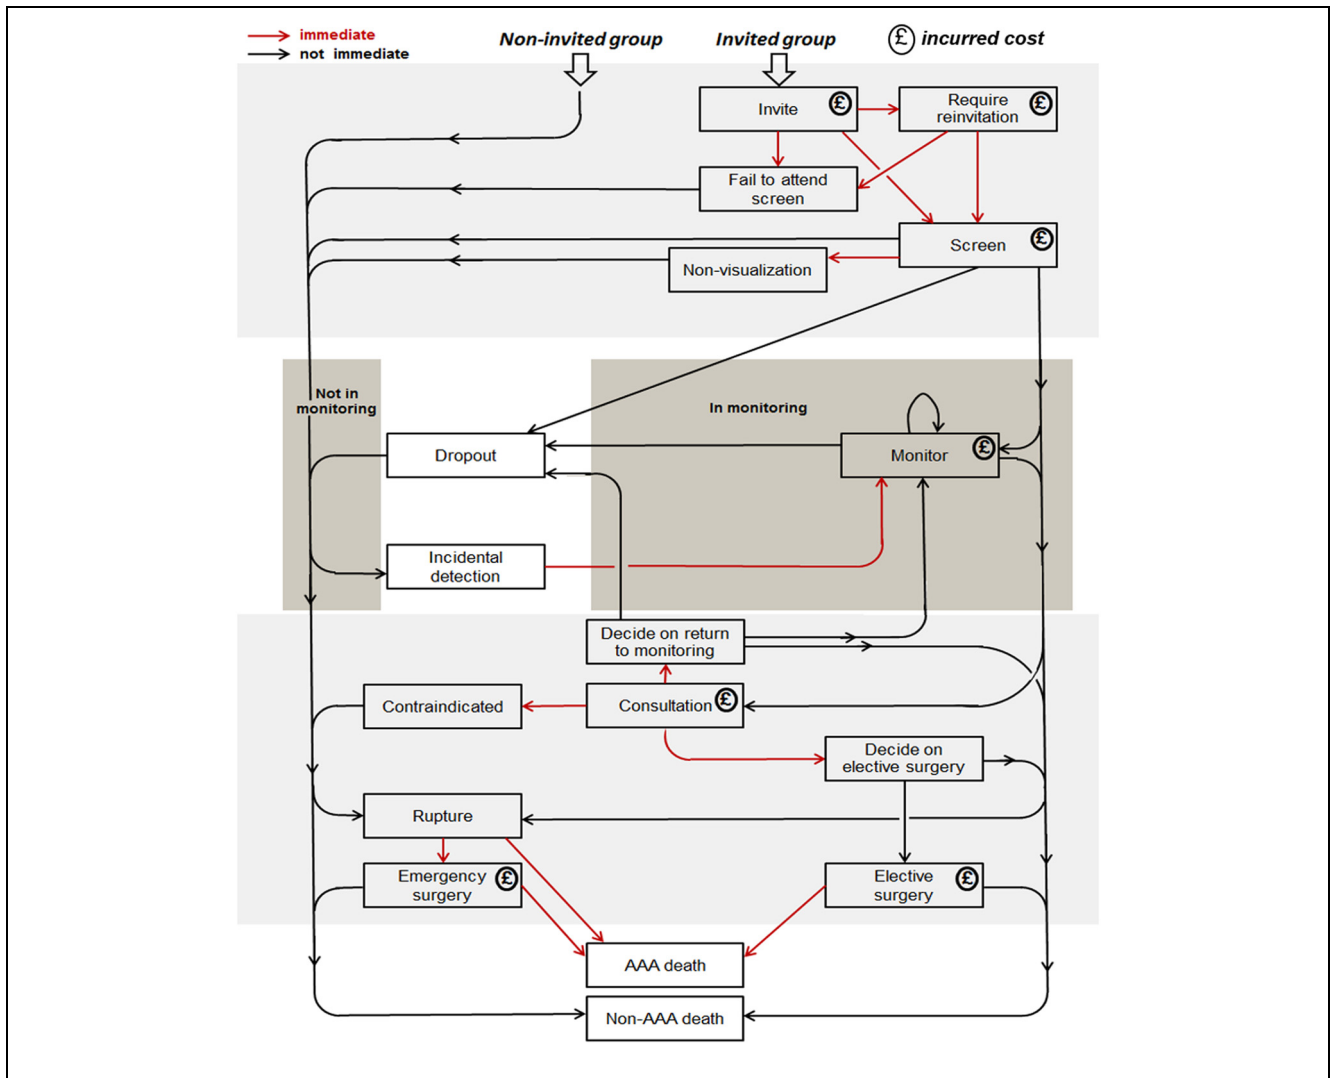 immediate
not immediate
Non-invited group
Invited group
£ incurred cost
Invite £
Require £
reinvitation
Fail to attend
screen
Screen £
Non-visualization
Not in
monitoring
In monitoring
Dropout
Monitor £
Incidental
detection
Decide on return
to monitoring
Contraindicated
Consultation £
Decide on
elective surgery
Rupture
Emergency £
surgery
Elective £
surgery
AAA death
Non-AAA death